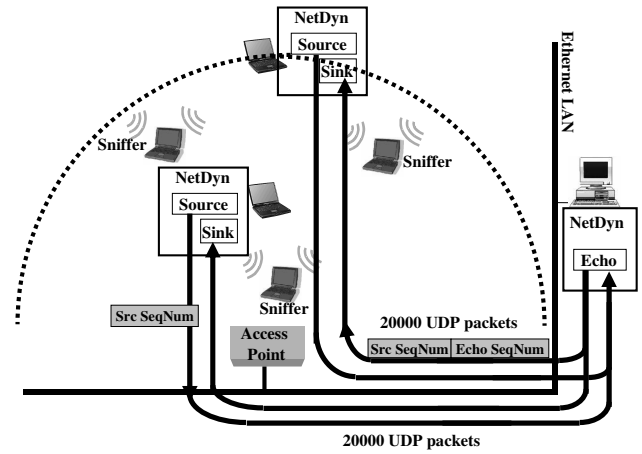 NetDyn
Source
Sink
Ethernet LAN
Sniffer
Sniffer
NetDyn
Source
Sink
NetDyn
Echo
Sniffer
Src SeqNum
Access
Point
20000 UDP packets
Src SeqNum Echo SeqNum
20000 UDP packets